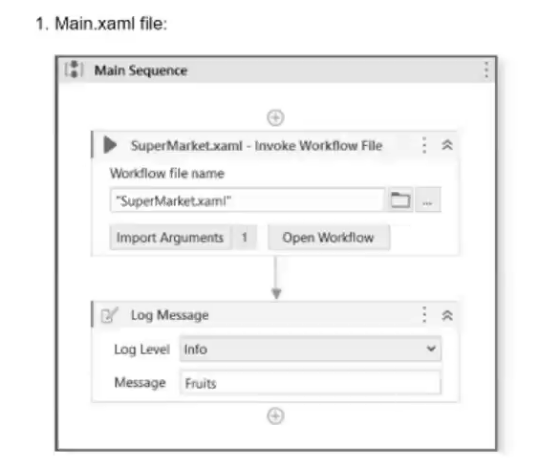 1. Main.xaml file:
Main Sequence
SuperMarket.xaml - Invoke Workflow File
Workflow file name
"SuperMarket.xaml"
...
Import Arguments 1 Open Workflow
Log Message
Log Level Info
Message Fruits